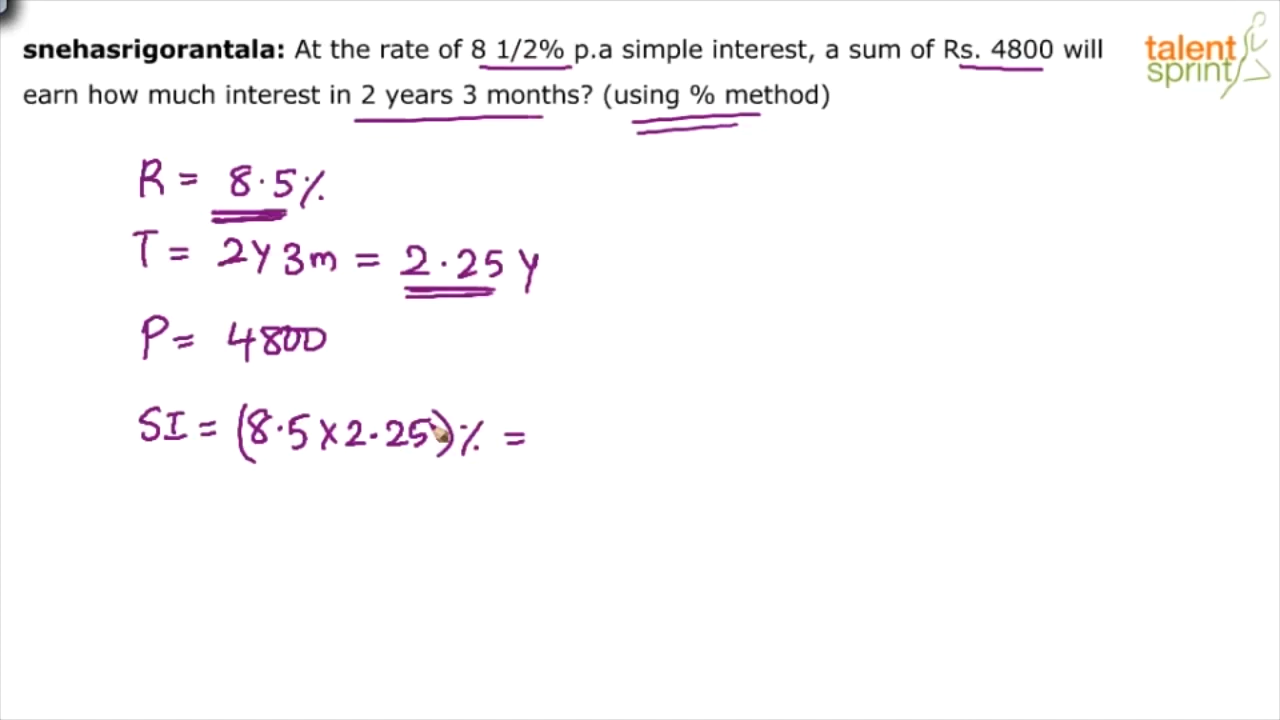 snehasrigorantala: At the rate of 8 1/2% p.a simple interest, a sum of Rs. 4800 will
earn how much interest in 2 years 3 months? (using % method)
talent
sprint
R = 8.5%
T = 2y 3m = 2.25 y
P = 4800
SI = (8.5 x 2.25)% =